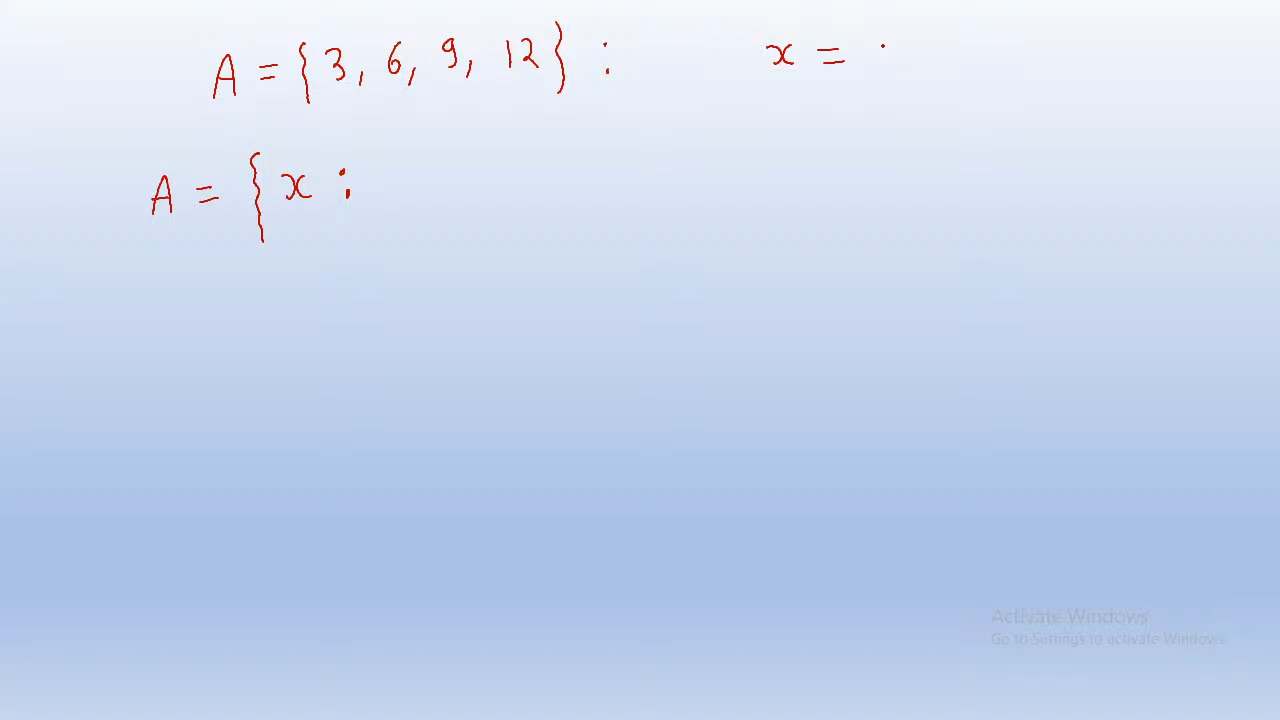 A = {3, 6, 9, 12} : x = .
A = { x :
Activate Windows
Go to Settings to activate Windows.